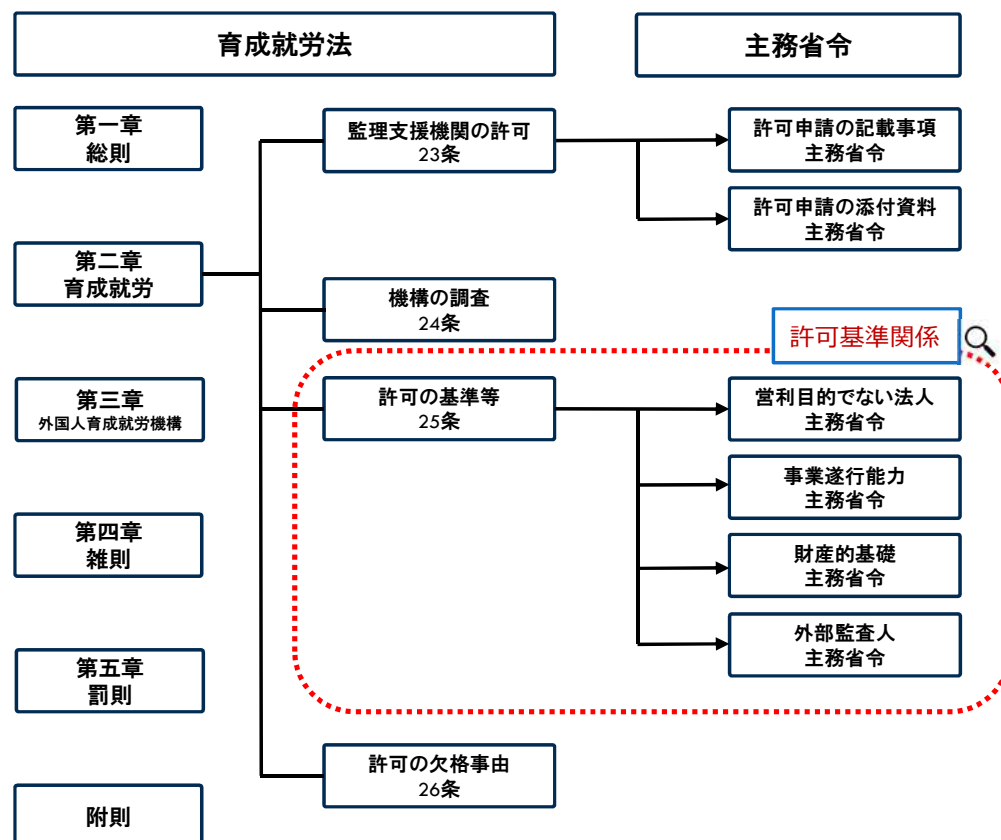 育成就労法
主務省令
第一章
総則
監理支援機関の許可
23条
許可申請の記載事項
主務省令
許可申請の添付資料
主務省令
第二章
育成就労
機構の調査
24条
許可基準関係
第三章
外国人育成就労機構
許可の基準等
25条
営利目的でない法人
主務省令
事業遂行能力
主務省令
第四章
雑則
財産的基礎
主務省令
外部監査人
主務省令
第五章
罰則
許可の欠格事由
26条
附則